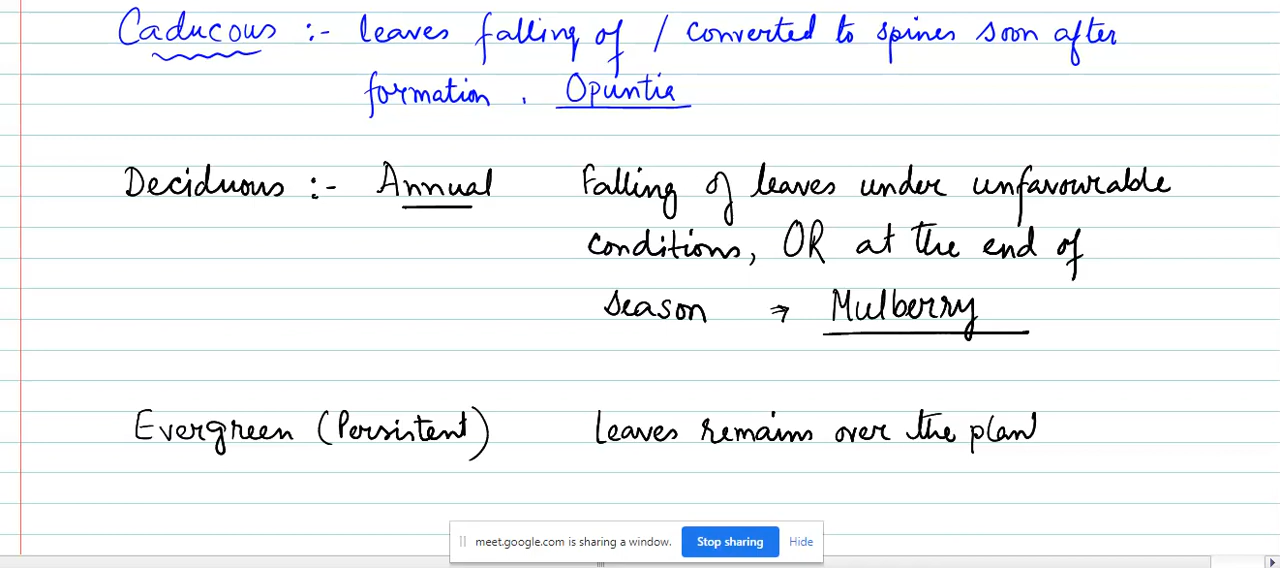 Caducous :- leaves falling of / converted to spines soon after
formation. Opuntia
Deciduous :- Annual Falling of leaves under unfavourable
conditions, OR at the end of
season → Mulberry
Evergreen (Persistent) Leaves remains over the plant
meet.google.com is sharing a window. Stop sharing Hide